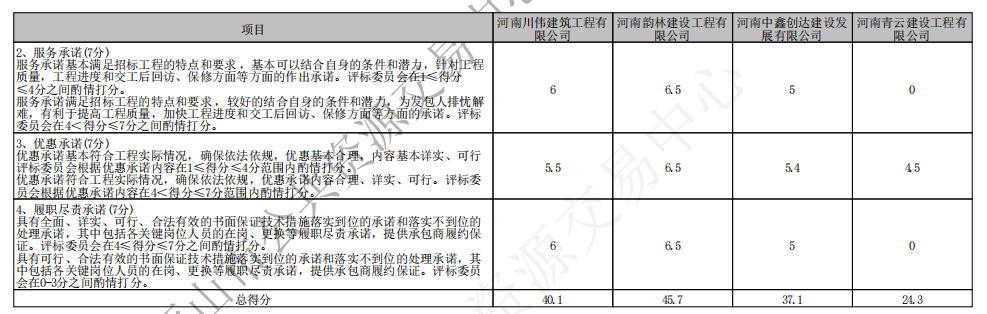 项目
河南川伟建筑工程有
限公司
河南韵林建设工程有
限公司
河南中鑫创达建设发
展有限公司
河南青云建设工程有
限公司
2、服务承诺(7分)
服务承诺基本满足招标工程的特点和要求，基本可以结合自身的条件和潜力，针对工程
质量，工程进度和交工后回访、保修方面等方面的作出承诺。评标委员会在1≤得分
≤4分之间酌情打分。
服务承诺满足招标工程的特点和要求，较好的结合自身的条件和潜力，为发包人排忧解
难，有利于提高工程质量，加快工程进度和交工后回访、保修方面等方面的承诺。评标
委员会在4<得分≤7分之间酌情打分。
6
6.5
5
0
3、优惠承诺(7分)
优惠承诺基本符合工程实际情况，确保依法依规，优惠基本合理、内容基本详实、可行
评标委员会根据优惠承诺内容在1≤得分≤4分范围内酌情打分。
优惠承诺符合工程实际情况，确保依法依规，优惠承诺内容合理、详实、可行。评标委
员会根据优惠承诺内容在4<得分≤7分范围内酌情打分。
5.5
6.5
5.4
4.5
4、履职尽责承诺(7分)
具有全面、详实、可行、合法有效的书面保证技术措施落实到位的承诺和落实不到位的
处理承诺，其中包括各关键岗位人员的在岗、更换等履职尽责承诺，提供承包商履约保
证。评标委员会在4≤得分≤7分之间酌情打分。
具有可行、合法有效的书面保证技术措施落实到位的承诺和落实不到位的处理承诺，其
中包括各关键岗位人员的在岗、更换等履职尽责承诺，提供承包商履约保证。评标委员
会在0-3分之间酌情打分。
6
6.5
5
0
总得分
40.1
45.7
37.1
24.3
山市公共资源交易中心
资源交易中心